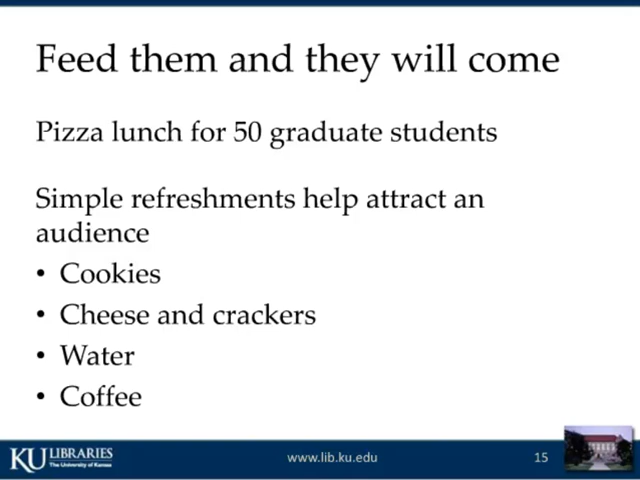 Feed them and they will come
Pizza lunch for 50 graduate students
Simple refreshments help attract an
audience
• Cookies
• Cheese and crackers
• Water
• Coffee
KU LIBRARIES
The University of Kansas
www.lib.ku.edu
15